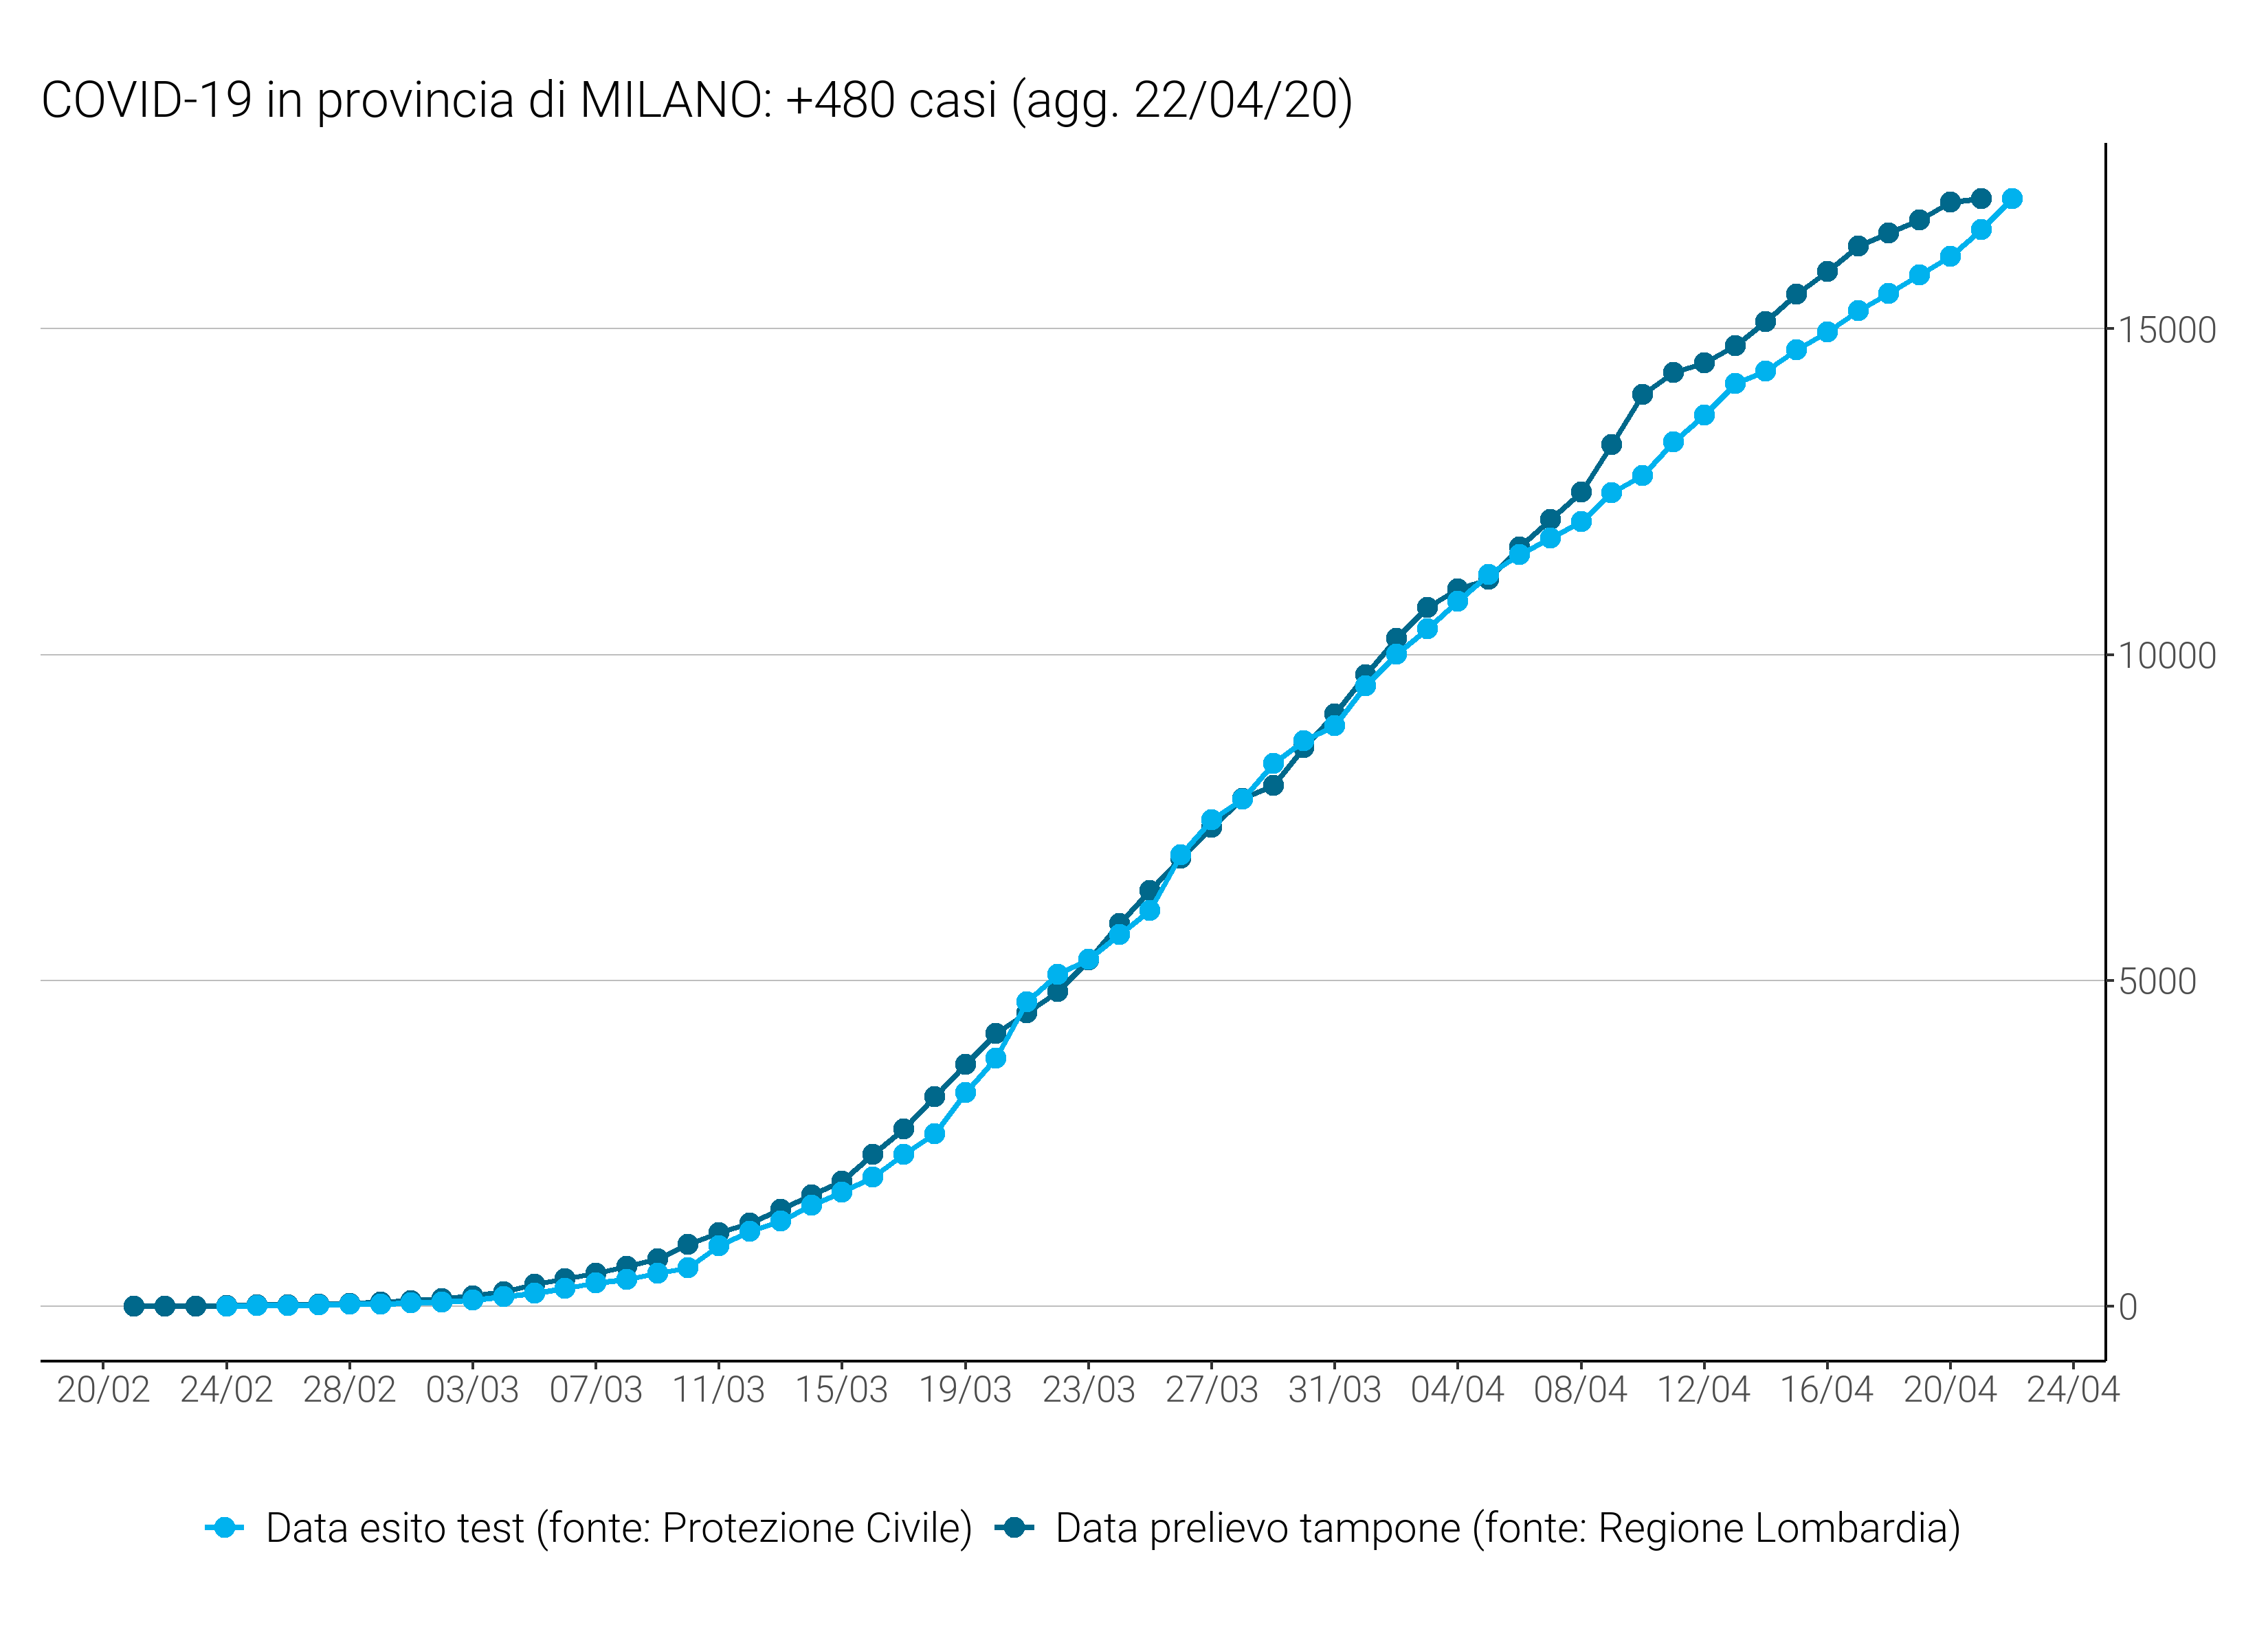 COVID-19 in provincia di MILANO: +480 casi (agg. 22/04/20)
15000
10000
5000
0
20/02 24/02 28/02 03/03 07/03 11/03 15/03 19/03 23/03 27/03 31/03 04/04 08/04 12/04 16/04 20/04 24/04
Data esito test (fonte: Protezione Civile) Data prelievo tampone (fonte: Regione Lombardia)